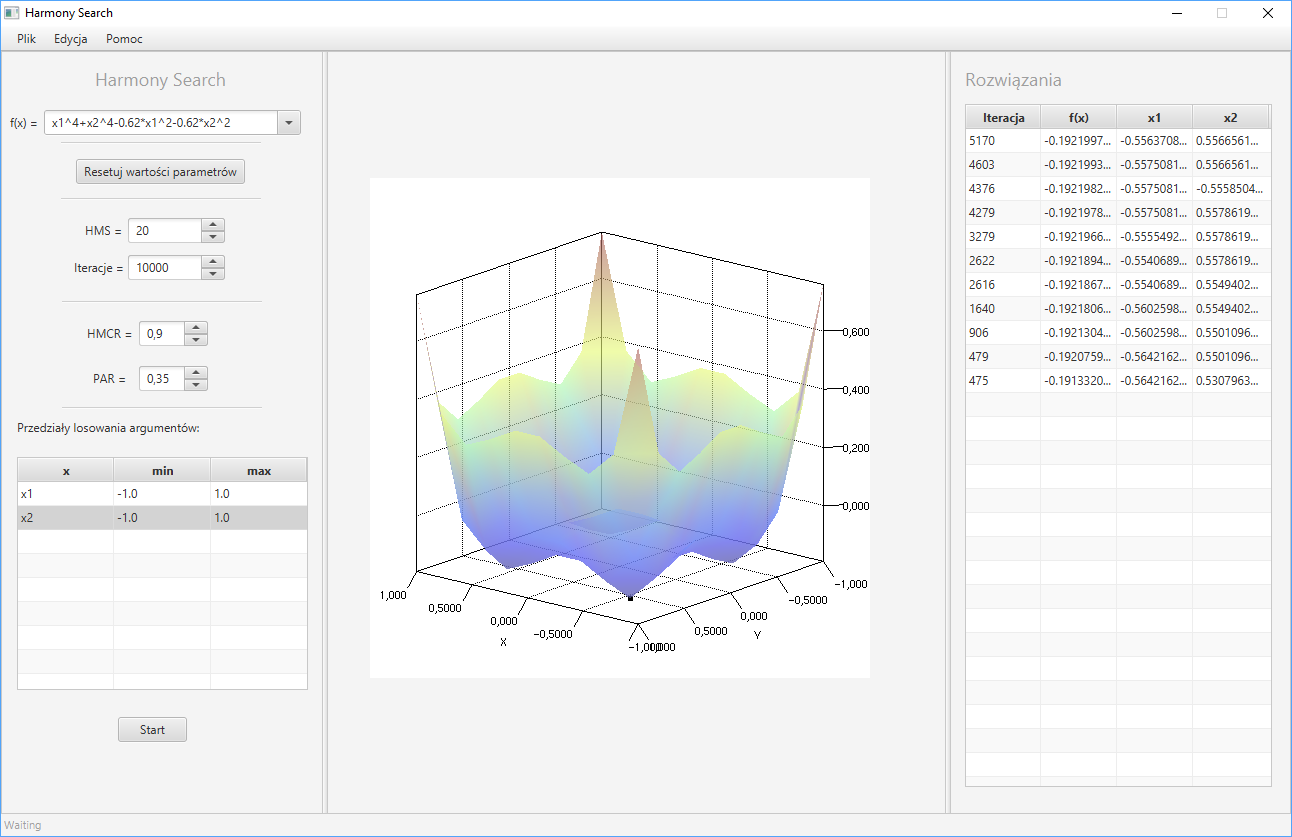 Harmony Search
Plik Edycja Pomoc
Harmony Search
f(x) = x1^4+x2^4-0.62*x1^2-0.62*x2^2
Resetuj wartości parametrów
HMS = 20
Iteracje = 10000
HMCR = 0,9
PAR = 0,35
Przedziały losowania argumentów:
x min max
x1 -1.0 1.0
x2 -1.0 1.0
Start
0,600
0,400
0,200
0,000
1,000
0,5000
0,000
-0,5000
X
-1,000
0,5000
0,000
-0,5000
-1,000
Y
Rozwiązania
Iteracja f(x) x1 x2
5170 -0.1921997... -0.5563708... 0.5566561...
4603 -0.1921993... -0.5575081... 0.5566561...
4376 -0.1921982... -0.5575081... -0.5558504...
4279 -0.1921978... -0.5575081... 0.5578619...
3279 -0.1921966... -0.5555492... 0.5578619...
2622 -0.1921894... -0.5540689... 0.5578619...
2616 -0.1921867... -0.5540689... 0.5549402...
1640 -0.1921806... -0.5602598... 0.5549402...
906 -0.1921304... -0.5602598... 0.5501096...
479 -0.1920759... -0.5642162... 0.5501096...
475 -0.1913320... -0.5642162... 0.5307963...
Waiting